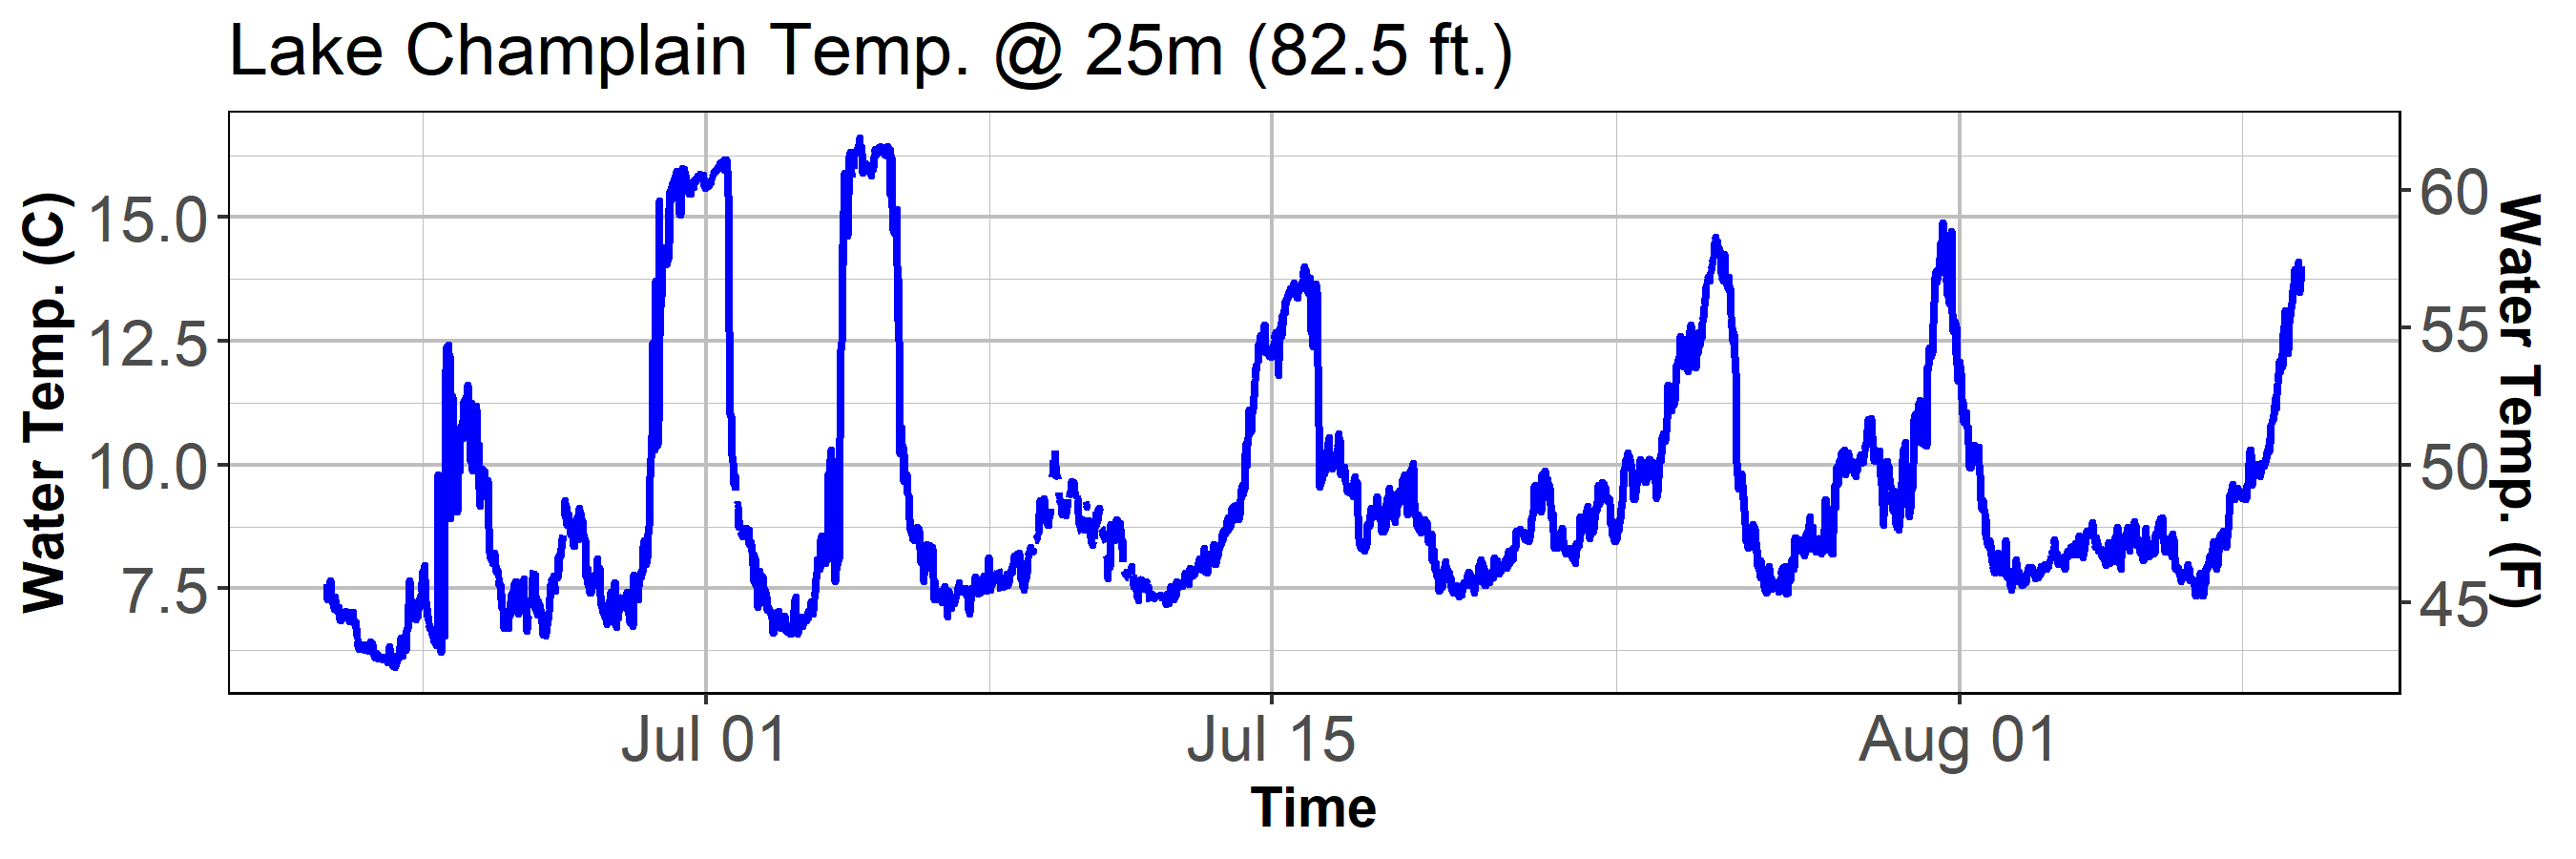 Lake Champlain Temp. @ 25m (82.5 ft.)
Water Temp. (C)
15.0
12.5
10.0
7.5
60
55
50
45
Water Temp. (F)
Jul 01
Jul 15
Aug 01
Time